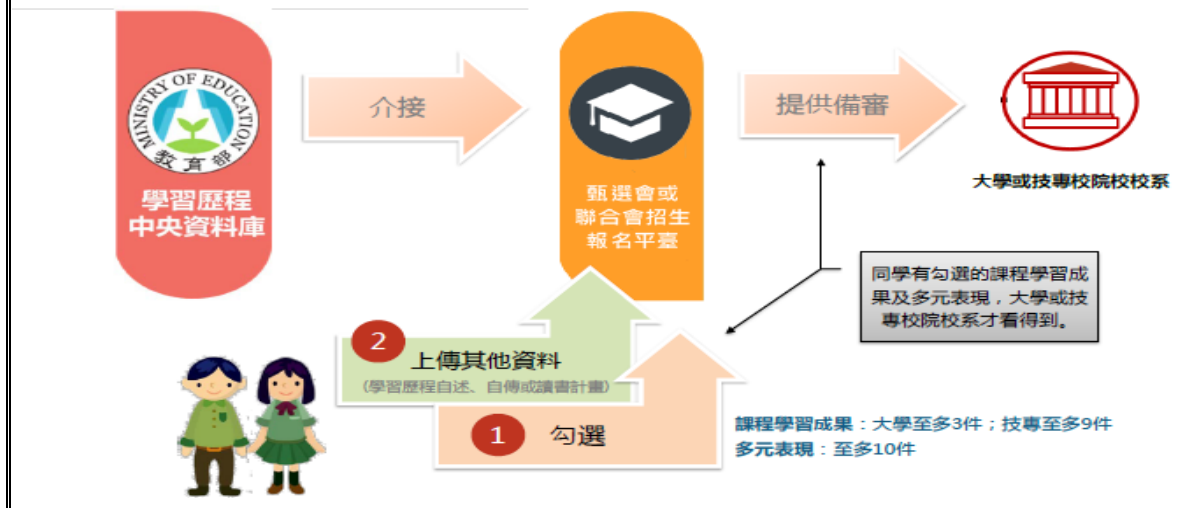 MINISTRY OF EDUCATION
教育部
學習歷程
中央資料庫
介接
甄選會或
聯合會招生
報名平臺
提供備審
大學或技專校院校系
同學有勾選的課程學習成
果及多元表現，大學或技
專校院校系才看得到。
2
上傳其他資料
(學習歷程自述、自傳或讀書計畫)
1
勾選
課程學習成果：大學至多3件；技專至多9件
多元表現：至多10件